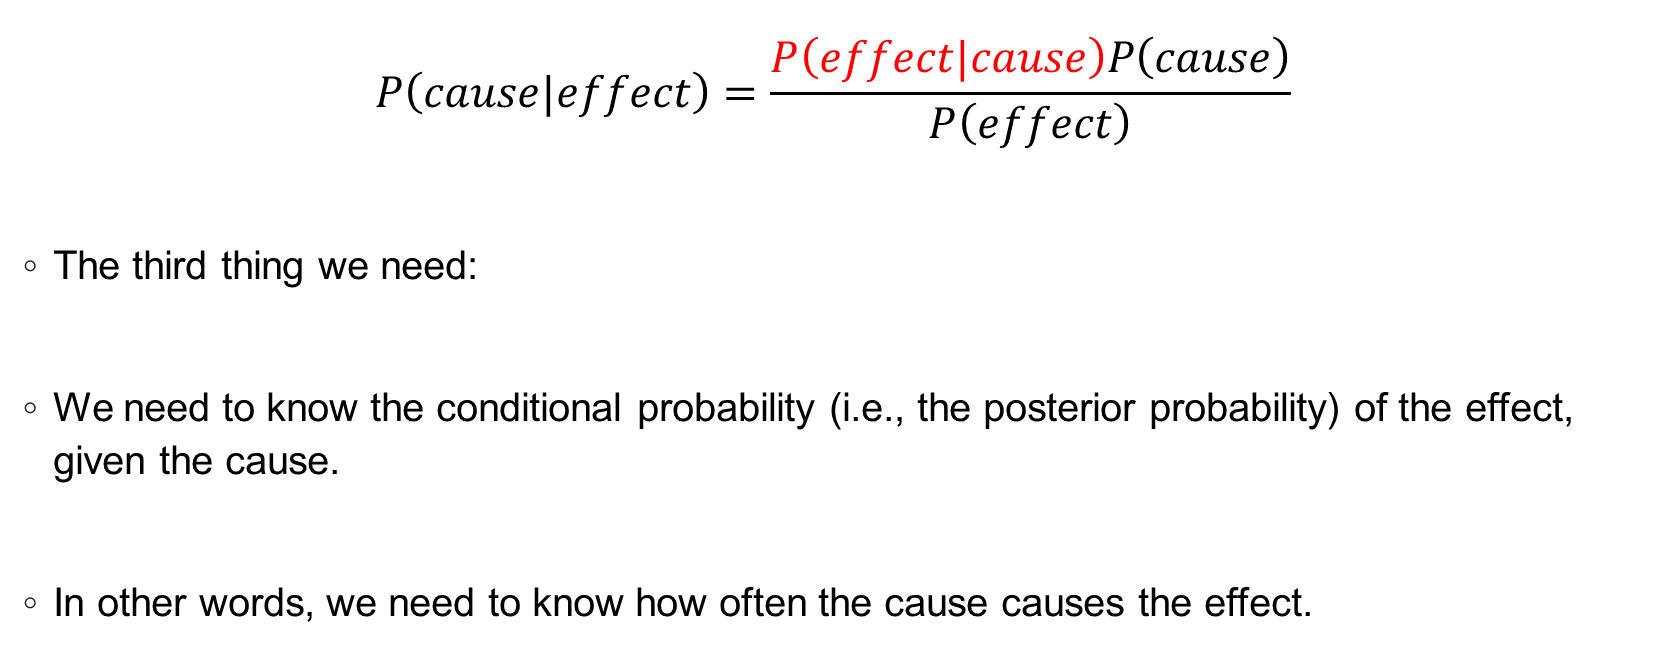 P(cause|effect) = P(effect|cause)P(cause) / P(effect)
◦ The third thing we need:
◦ We need to know the conditional probability (i.e., the posterior probability) of the effect,
given the cause.
◦ In other words, we need to know how often the cause causes the effect.